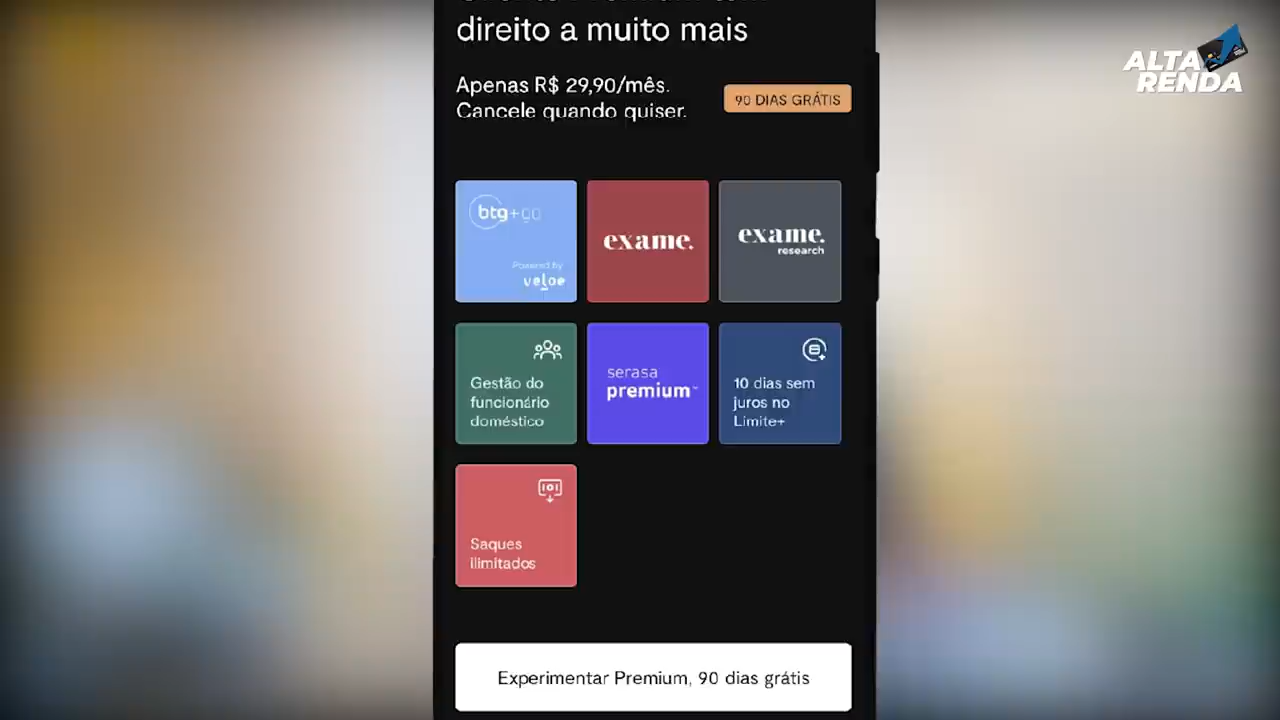 direito a muito mais
Apenas R$ 29,90/mês.
Cancele quando quiser.
90 DIAS GRÁTIS
ALTA
RENDA
btg+go
Powered by
veloe
exame.
exame.
research
Gestão do
funcionário
doméstico
serasa
premium
10 dias sem
juros no
Limite+
Saques
ilimitados
Experimentar Premium, 90 dias grátis